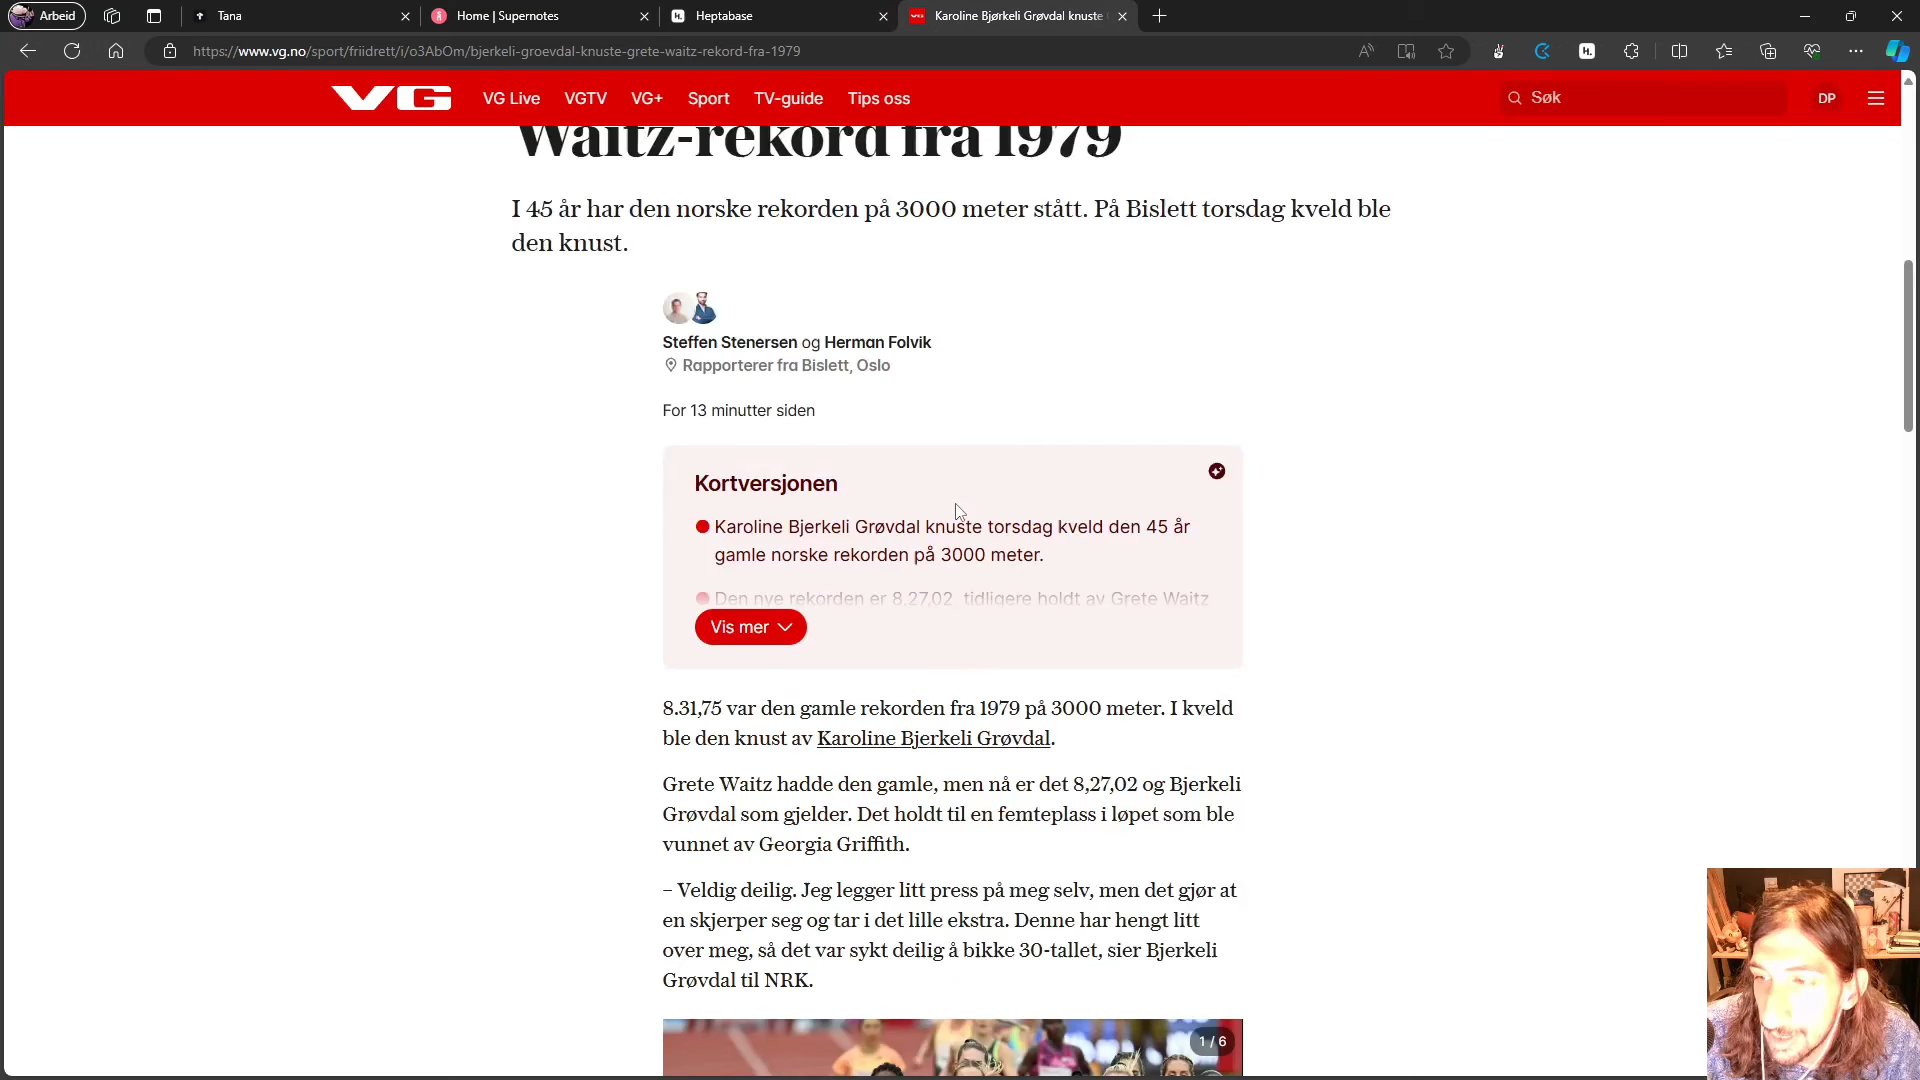 Arbeid
Tana
Home | Supernotes
Heptabase
Karoline Bjørkeli Grøvdal knuste
https://www.vg.no/sport/friidrett/i/o3AbOm/bjerkeli-groevdal-knuste-grete-waitz-rekord-fra-1979
VG
VG Live
VGTV
VG+
Sport
TV-guide
Tips oss
Søk
DP
Waitz-rekord fra 1979
I 45 år har den norske rekorden på 3000 meter stått. På Bislett torsdag kveld ble
den knust.
Steffen Stenersen og Herman Folvik
Rapporterer fra Bislett, Oslo
For 13 minutter siden
Kortversjonen
Karoline Bjerkeli Grøvdal knuste torsdag kveld den 45 år
gamle norske rekorden på 3000 meter.
Den nye rekorden er 8,27,02, tidligere holdt av Grete Waitz
Vis mer
8.31,75 var den gamle rekorden fra 1979 på 3000 meter. I kveld
ble den knust av Karoline Bjerkeli Grøvdal.
Grete Waitz hadde den gamle, men nå er det 8,27,02 og Bjerkeli
Grøvdal som gjelder. Det holdt til en femteplass i løpet som ble
vunnet av Georgia Griffith.
– Veldig deilig. Jeg legger litt press på meg selv, men det gjør at
en skjerper seg og tar i det lille ekstra. Denne har hengt litt
over meg, så det var sykt deilig å bikke 30-tallet, sier Bjerkeli
Grøvdal til NRK.
1 / 6